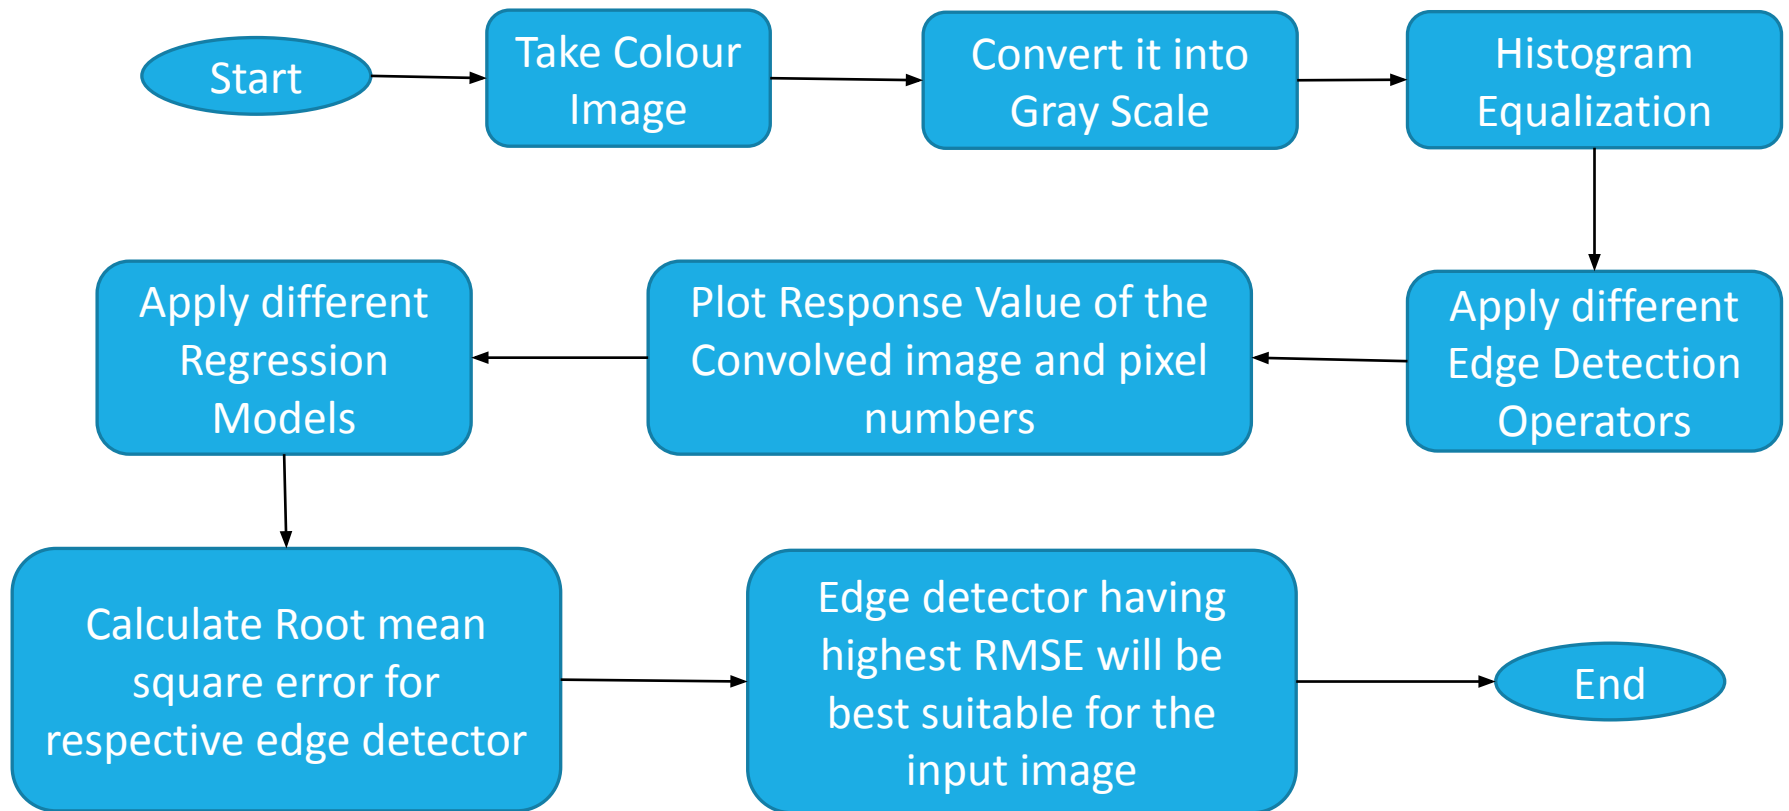 Start
Take Colour
Image
Convert it into
Gray Scale
Histogram
Equalization
Apply different
Edge Detection
Operators
Plot Response Value of the
Convolved image and pixel
numbers
Apply different
Regression
Models
Calculate Root mean
square error for
respective edge detector
Edge detector having
highest RMSE will be
best suitable for the
input image
End